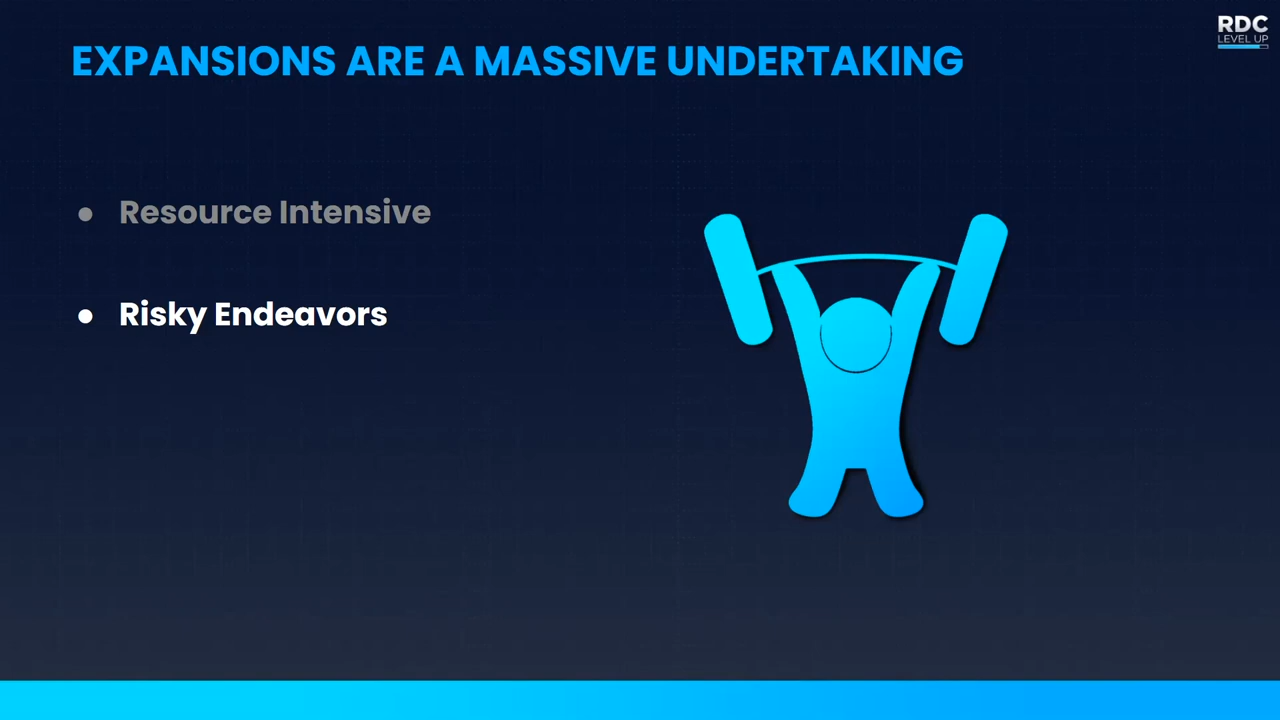 RDC
LEVEL UP
EXPANSIONS ARE A MASSIVE UNDERTAKING
● Resource Intensive
● Risky Endeavors